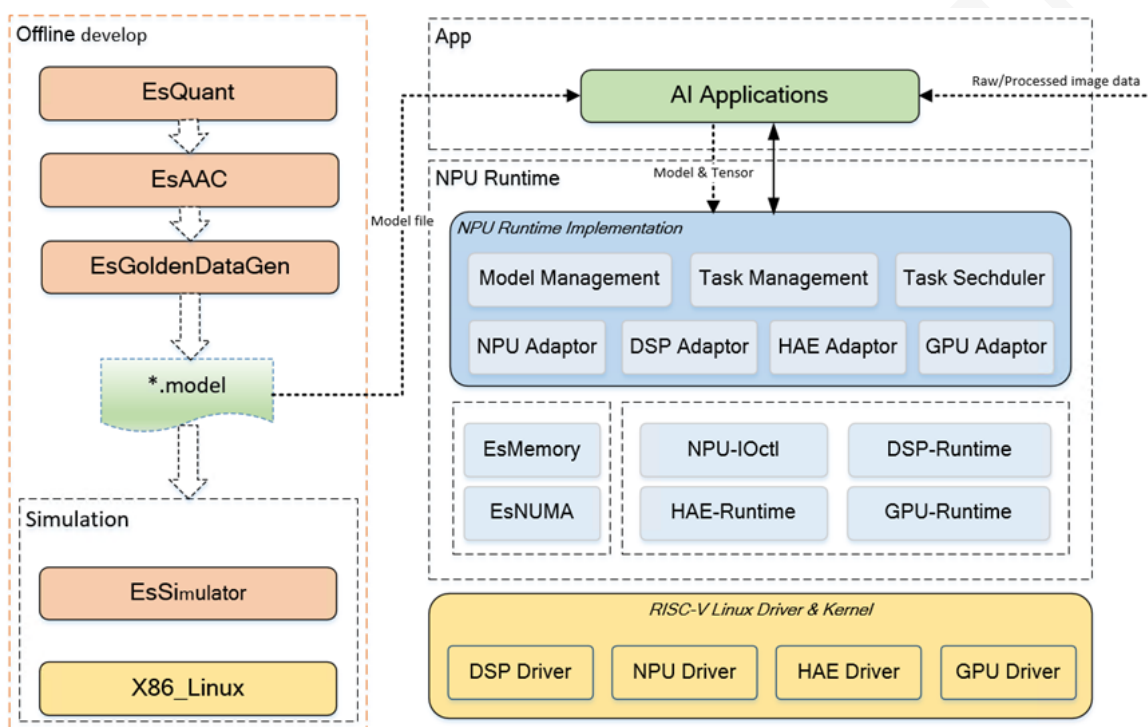 Offline develop
EsQuant
EsAAC
EsGoldenDataGen
*.model
Simulation
EsSimulator
X86_Linux
Model file
App
AI Applications
Raw/Processed image data
Model & Tensor
NPU Runtime
NPU Runtime Implementation
Model Management
Task Management
Task Sechduler
NPU Adaptor
DSP Adaptor
HAE Adaptor
GPU Adaptor
EsMemory
NPU-IOctl
DSP-Runtime
EsNUMA
HAE-Runtime
GPU-Runtime
RISC-V Linux Driver & Kernel
DSP Driver
NPU Driver
HAE Driver
GPU Driver